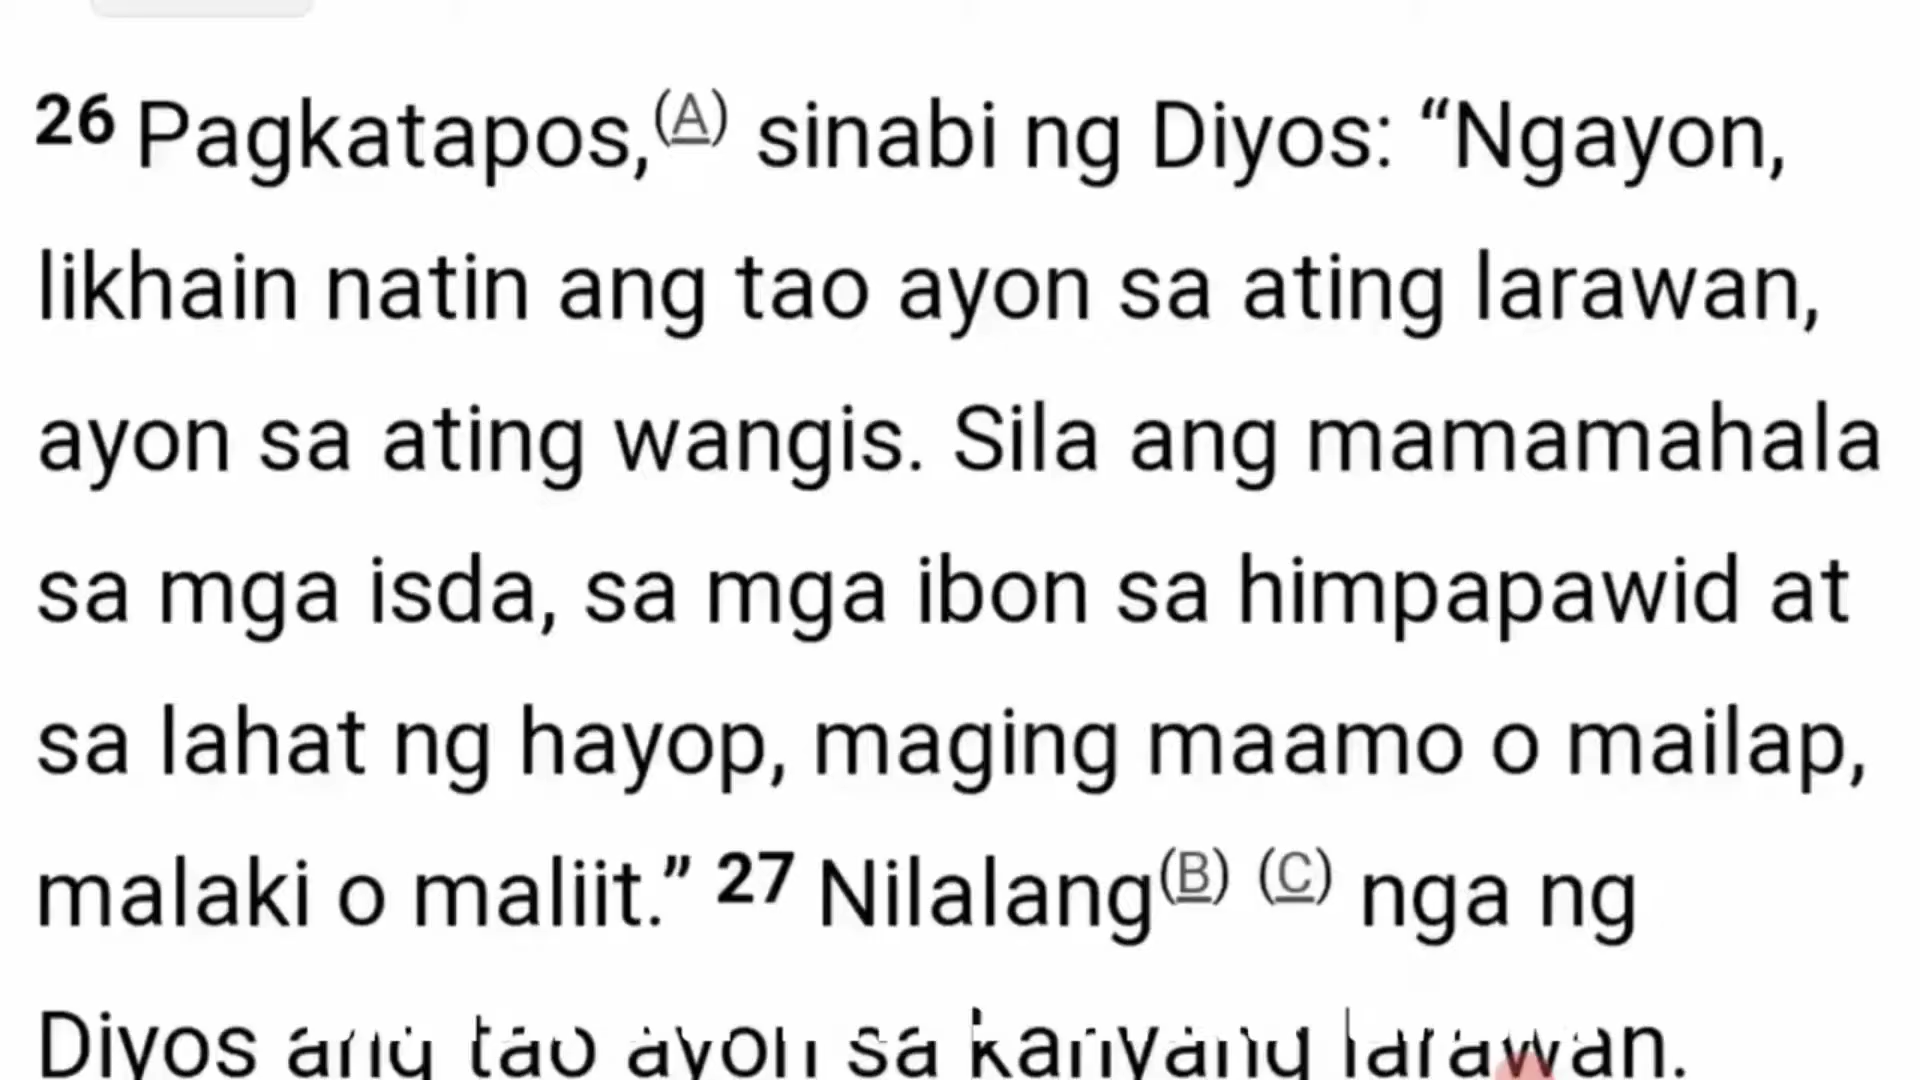 26 Pagkatapos,(A) sinabi ng Diyos: “Ngayon,
likhain natin ang tao ayon sa ating larawan,
ayon sa ating wangis. Sila ang mamamahala
sa mga isda, sa mga ibon sa himpapawid at
sa lahat ng hayop, maging maamo o mailap,
malaki o maliit.” 27 Nilalang(B) (C) nga ng
Diyos ang tao ayon sa kanyang larawan.